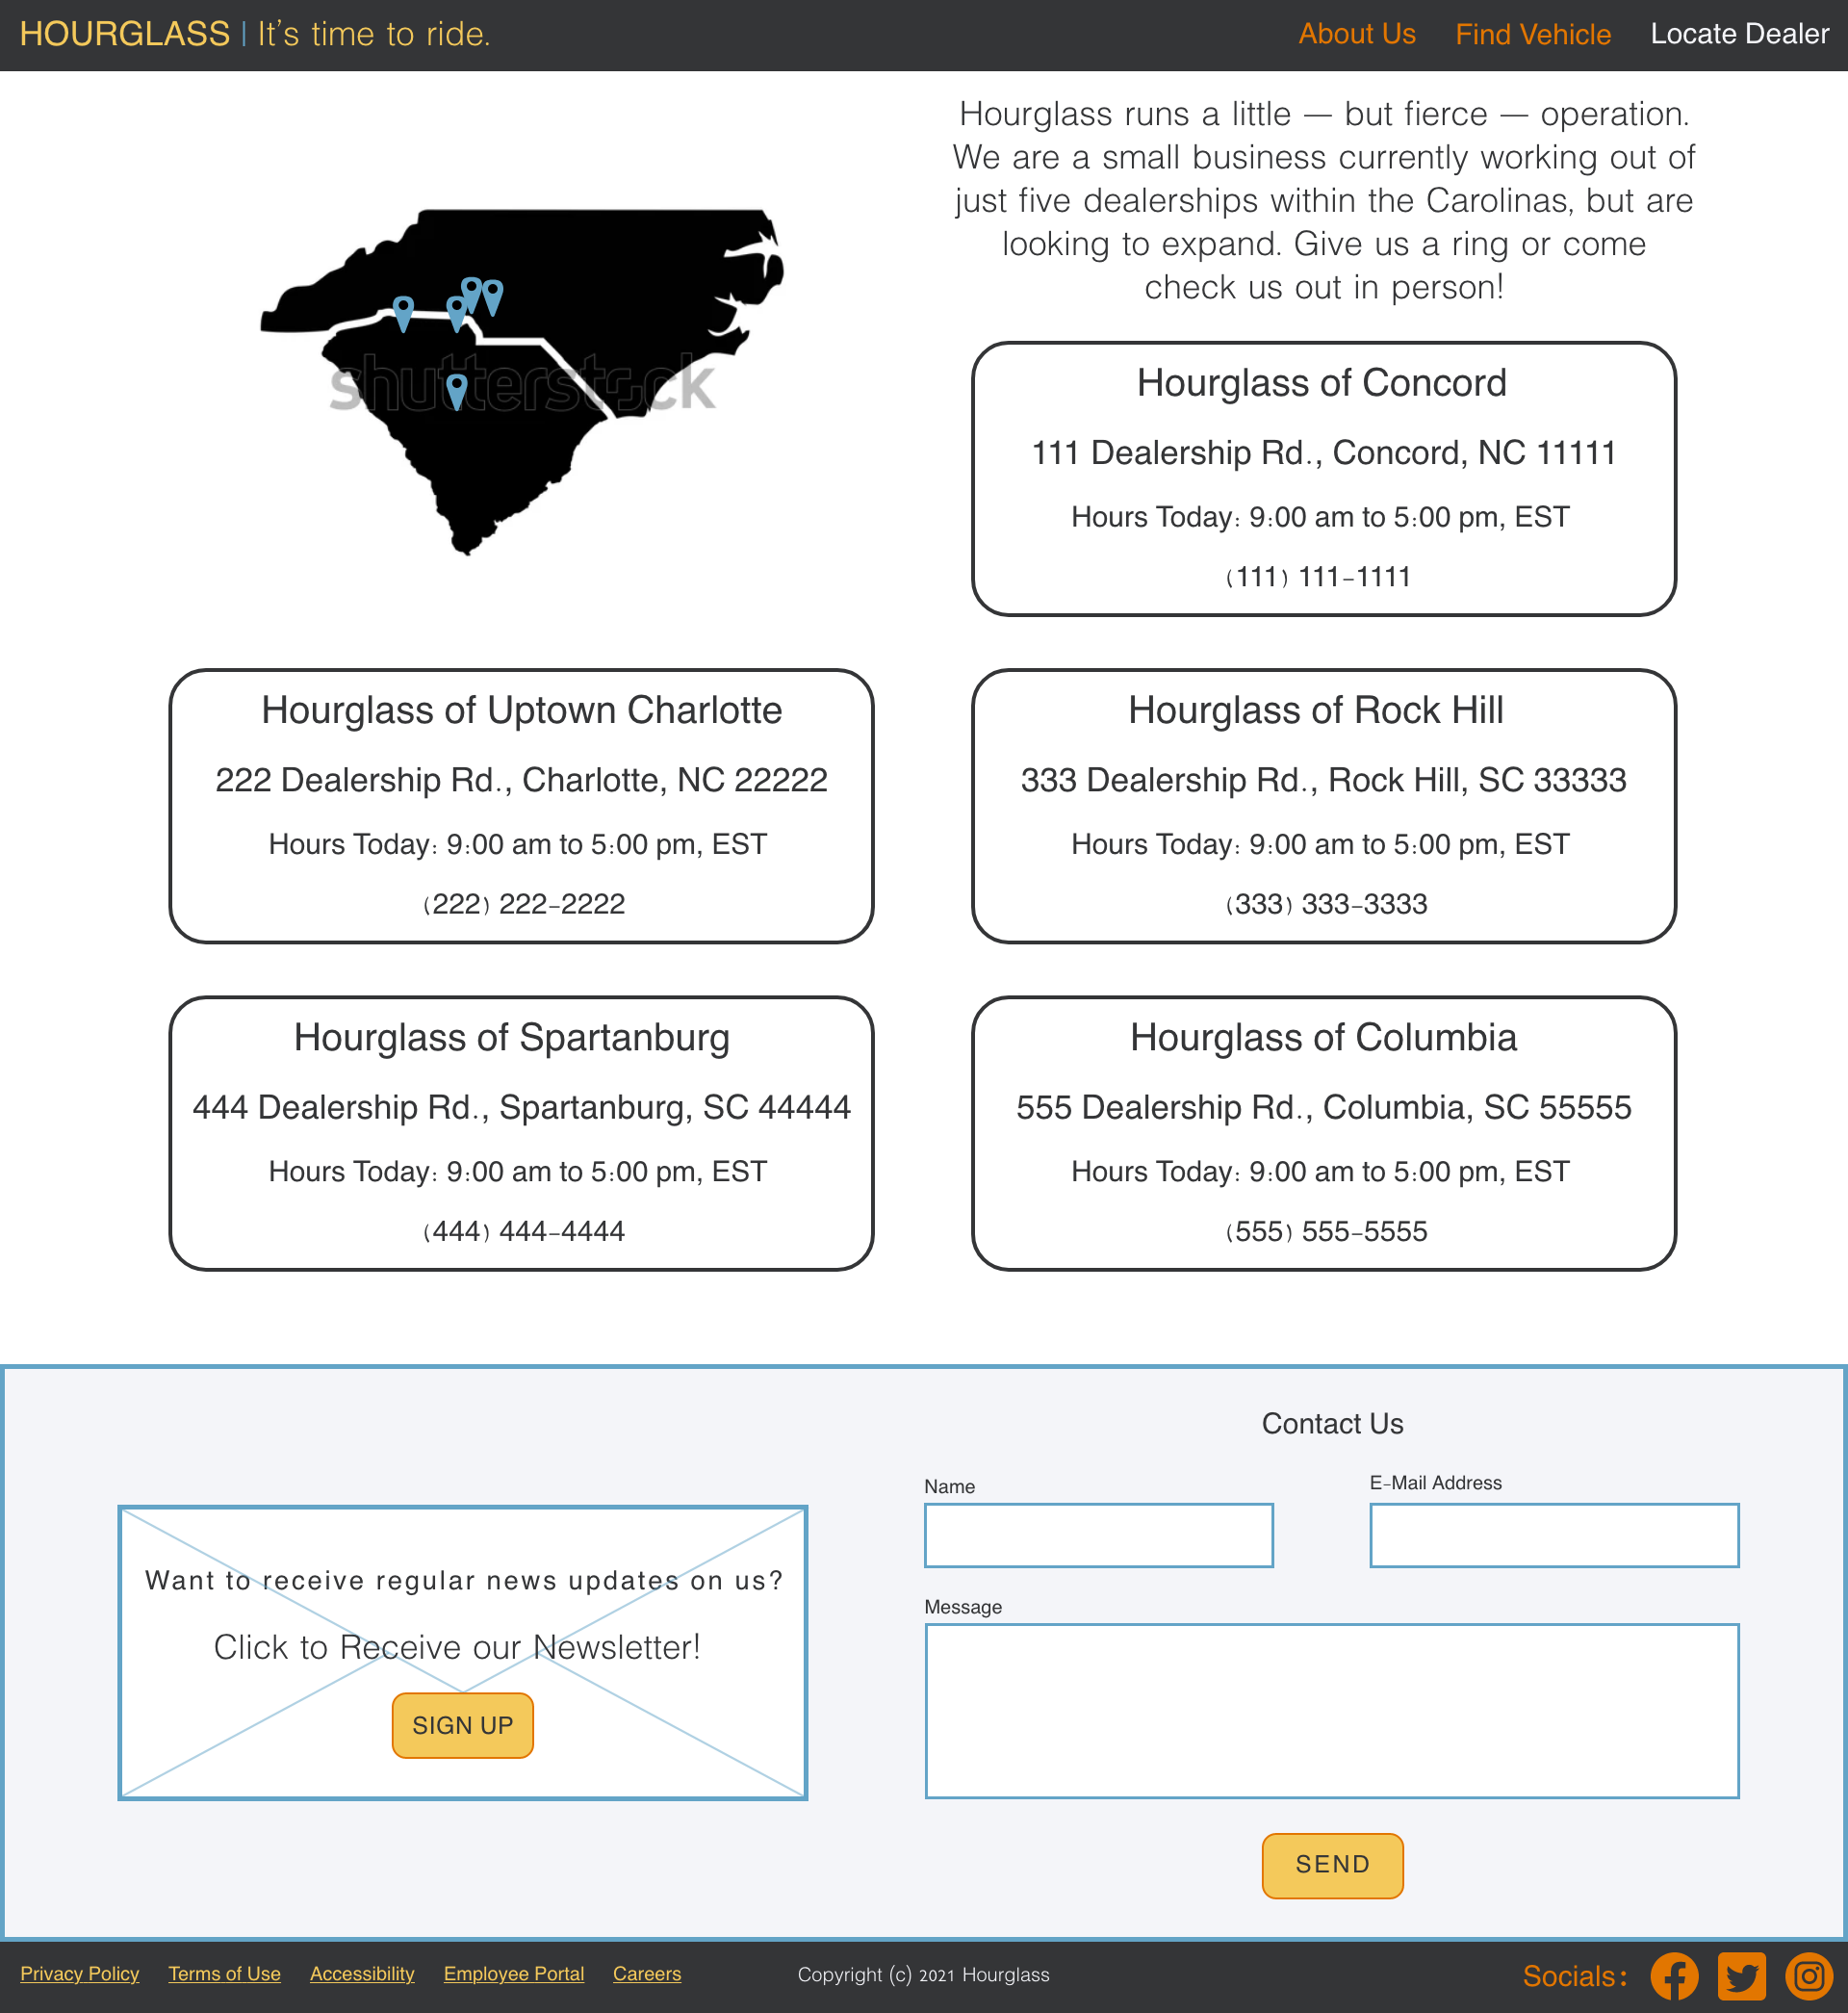 HOURGLASS | It's time to ride.
About Us
Find Vehicle
Locate Dealer
Hourglass runs a little — but fierce — operation.
We are a small business currently working out of
just five dealerships within the Carolinas, but are
looking to expand. Give us a ring or come
check us out in person!
shutterstock
Hourglass of Concord
111 Dealership Rd., Concord, NC 11111
Hours Today: 9:00 am to 5:00 pm, EST
(111) 111-1111
Hourglass of Uptown Charlotte
222 Dealership Rd., Charlotte, NC 22222
Hours Today: 9:00 am to 5:00 pm, EST
(222) 222-2222
Hourglass of Rock Hill
333 Dealership Rd., Rock Hill, SC 33333
Hours Today: 9:00 am to 5:00 pm, EST
(333) 333-3333
Hourglass of Spartanburg
444 Dealership Rd., Spartanburg, SC 44444
Hours Today: 9:00 am to 5:00 pm, EST
(444) 444-4444
Hourglass of Columbia
555 Dealership Rd., Columbia, SC 55555
Hours Today: 9:00 am to 5:00 pm, EST
(555) 555-5555
Want to receive regular news updates on us?
Click to Receive our Newsletter!
SIGN UP
Contact Us
Name
E-Mail Address
Message
SEND
Privacy Policy
Terms of Use
Accessibility
Employee Portal
Careers
Copyright (c) 2021 Hourglass
Socials: